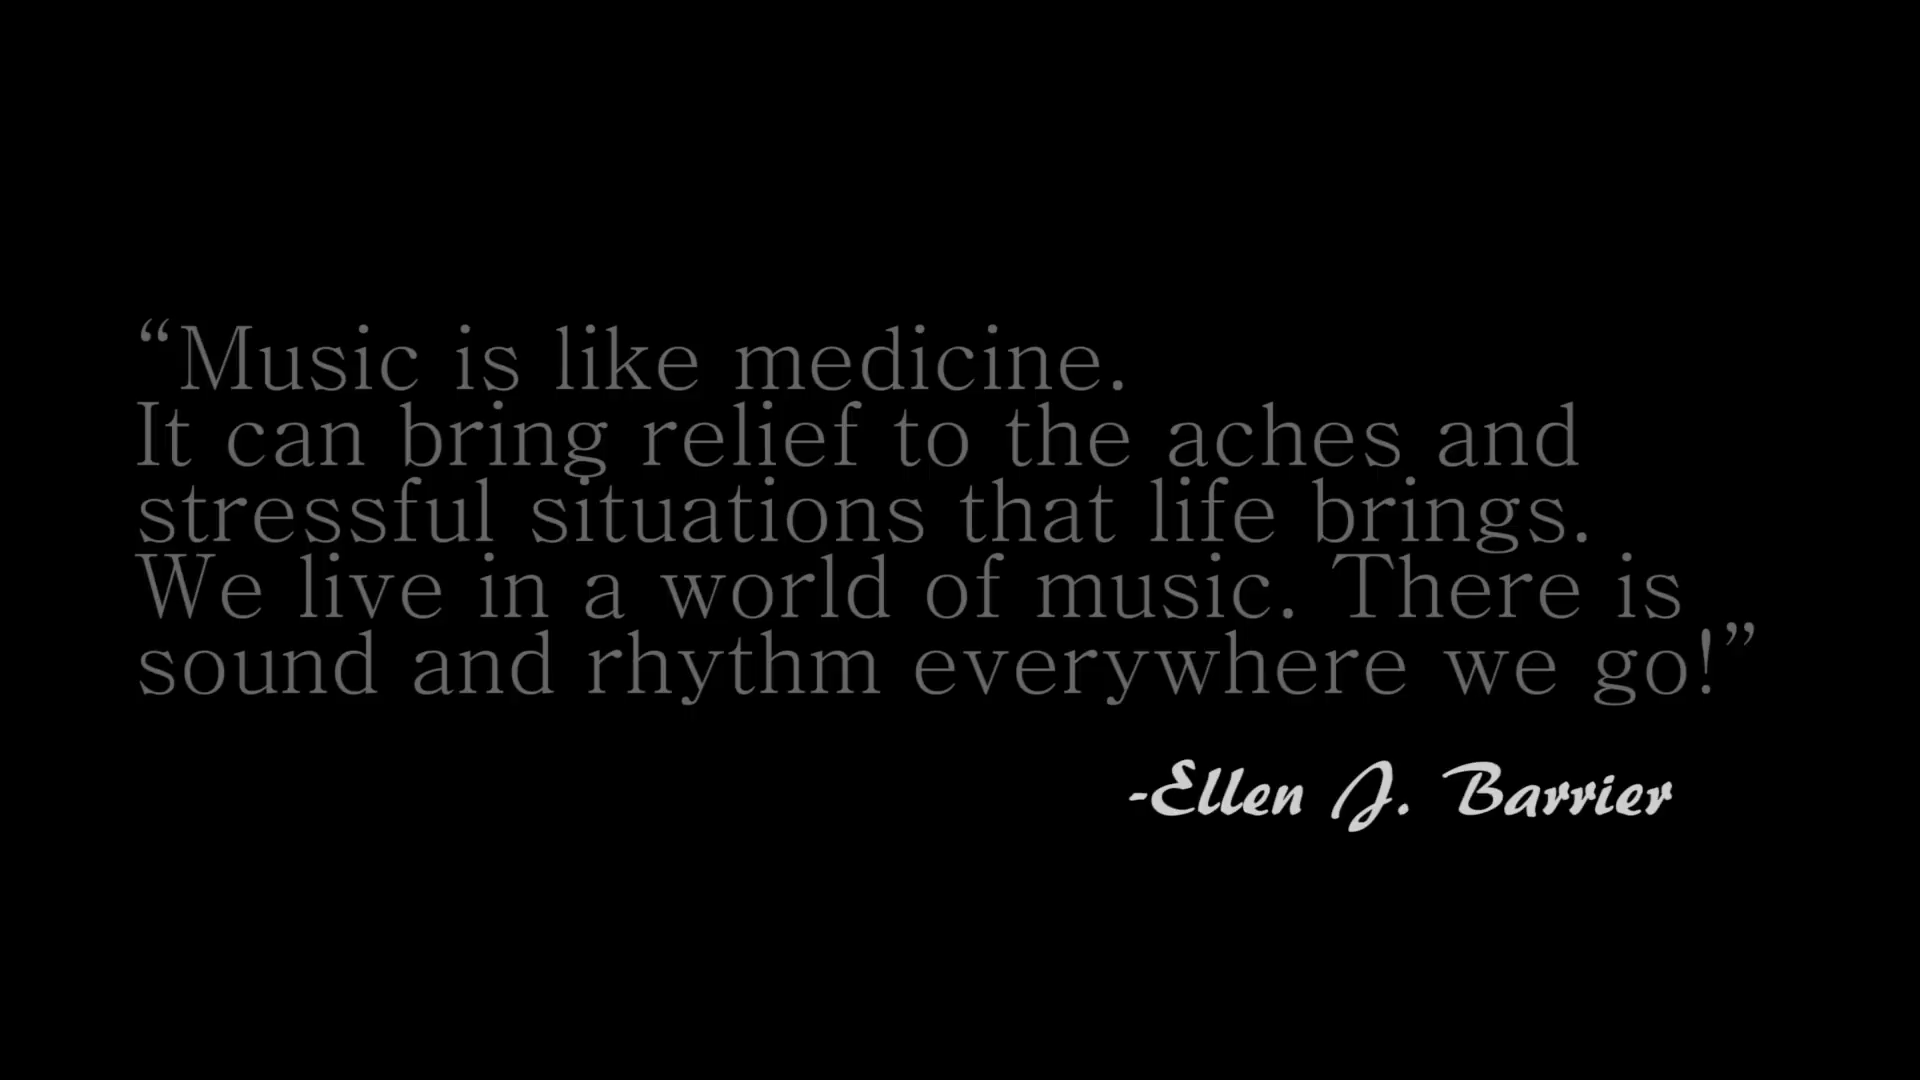 “Music is like medicine.
It can bring relief to the aches and
stressful situations that life brings.
We live in a world of music. There is
sound and rhythm everywhere we go!”
-Ellen J. Barrier